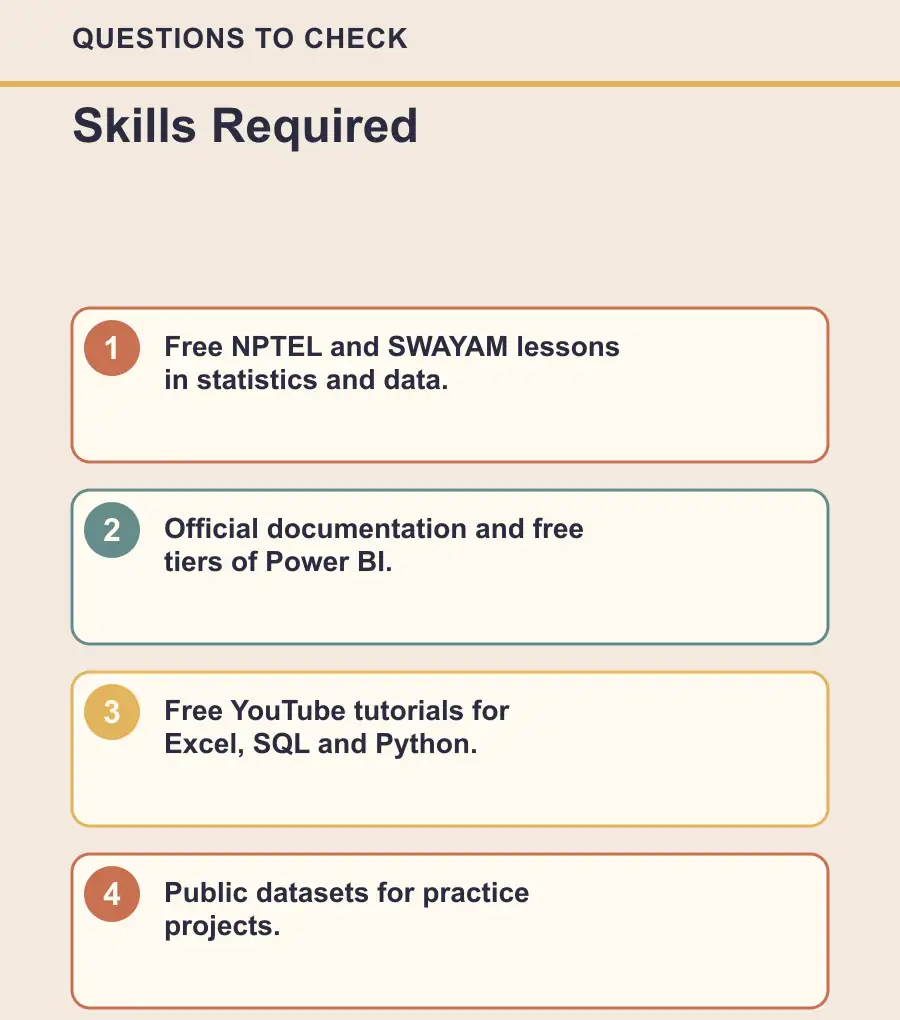 QUESTIONS TO CHECK
Skills Required
1
Free NPTEL and SWAYAM lessons
in statistics and data.
2
Official documentation and free
tiers of Power BI.
3
Free YouTube tutorials for
Excel, SQL and Python.
4
Public datasets for practice
projects.